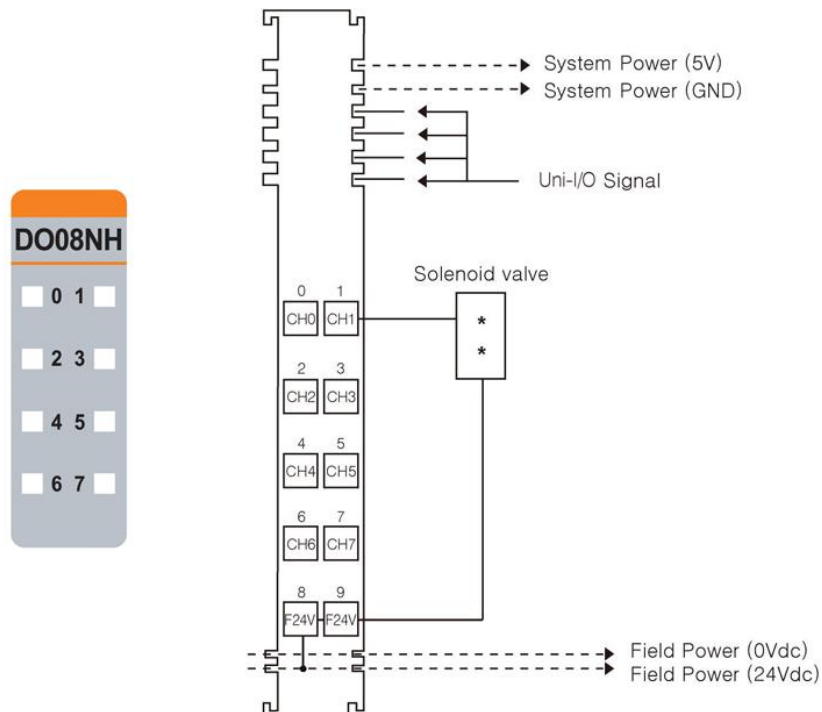 System Power (5V)
System Power (GND)
Uni-I/O Signal
DO08NH
0 1
2 3
4 5
6 7
Solenoid valve
0 1
CH0 CH1
* 
*
2 3
CH2 CH3
4 5
CH4 CH5
6 7
CH6 CH7
8 9
F24V F24V
Field Power (0Vdc)
Field Power (24Vdc)